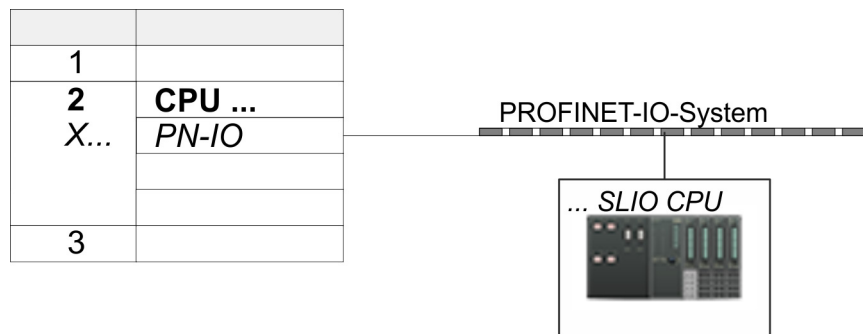 1
2 CPU ...
X... PN-IO
3
PROFINET-IO-System
... SLIO CPU